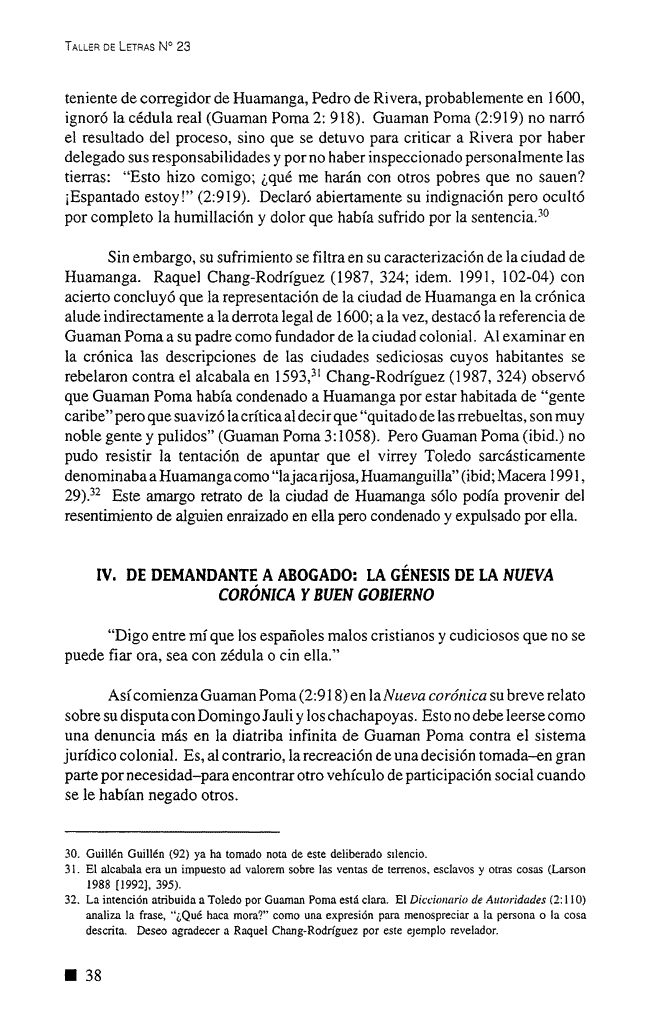 TALLER DE LETRAS Nº 23
teniente de corregidor de Huamanga, Pedro de Rivera, probablemente en 1600,
ignoró la cédula real (Guaman Poma 2: 918). Guaman Poma (2:919) no narró
el resultado del proceso, sino que se detuvo para criticar a Rivera por haber
delegado sus responsabilidades y por no haber inspeccionado personalmente las
tierras: “Esto hizo comigo; ¿qué me harán con otros pobres que no sauen?
¡Espantado estoy!” (2:919). Declaró abiertamente su indignación pero ocultó
por completo la humillación y dolor que había sufrido por la sentencia.30
Sin embargo, su sufrimiento se filtra en su caracterización de la ciudad de
Huamanga. Raquel Chang-Rodríguez (1987, 324; idem. 1991, 102-04) con
acierto concluyó que la representación de la ciudad de Huamanga en la crónica
alude indirectamente a la derrota legal de 1600; a la vez, destacó la referencia de
Guaman Poma a su padre como fundador de la ciudad colonial. Al examinar en
la crónica las descripciones de las ciudades sediciosas cuyos habitantes se
rebelaron contra el alcabala en 1593,31 Chang-Rodríguez (1987, 324) observó
que Guaman Poma había condenado a Huamanga por estar habitada de “gente
caribe” pero que suavizó la crítica al decir que “quitado de las rrebueltas, son muy
noble gente y pulidos” (Guaman Poma 3:1058). Pero Guaman Poma (ibid.) no
pudo resistir la tentación de apuntar que el virrey Toledo sarcásticamente
denominaba a Huamanga como “la jaca rijosa, Huamanguilla” (ibid; Macera 1991,
29).32 Este amargo retrato de la ciudad de Huamanga sólo podía provenir del
resentimiento de alguien enraizado en ella pero condenado y expulsado por ella.
IV. DE DEMANDANTE A ABOGADO: LA GÉNESIS DE LA NUEVA
CORÓNICA Y BUEN GOBIERNO
“Digo entre mí que los españoles malos cristianos y cudiciosos que no se
puede fiar ora, sea con zédula o cin ella.”
Así comienza Guaman Poma (2:918) en la Nueva corónica su breve relato
sobre su disputa con Domingo Jauli y los chachapoyas. Esto no debe leerse como
una denuncia más en la diatriba infinita de Guaman Poma contra el sistema
jurídico colonial. Es, al contrario, la recreación de una decisión tomada–en gran
parte por necesidad–para encontrar otro vehículo de participación social cuando
se le habían negado otros.
30. Guillén Guillén (92) ya ha tomado nota de este deliberado silencio.
31. El alcabala era un impuesto ad valorem sobre las ventas de terrenos, esclavos y otras cosas (Larson
1988 [1992], 395).
32. La intención atribuida a Toledo por Guaman Poma está clara. El Diccionario de Autoridades (2:110)
analiza la frase, “¿Qué haca mora?” como una expresión para menospreciar a la persona o la cosa
descrita. Deseo agradecer a Raquel Chang-Rodríguez por este ejemplo revelador.
■ 38